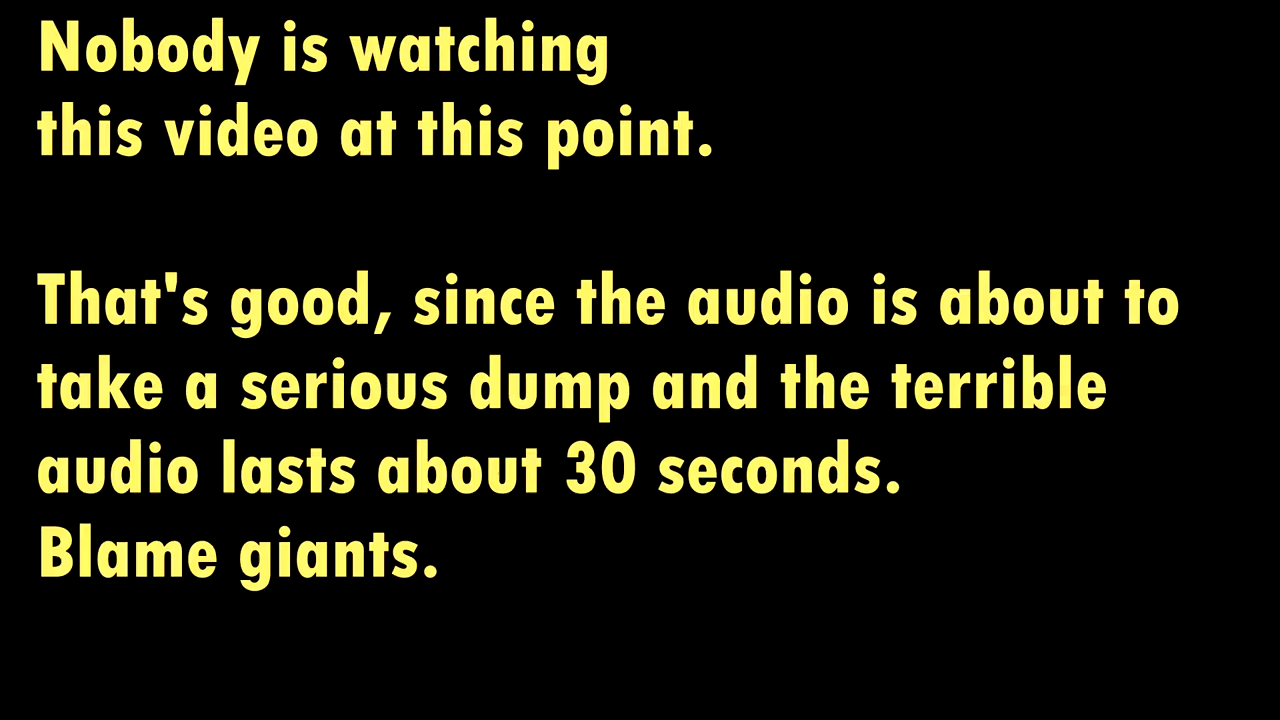 Nobody is watching
this video at this point.
That's good, since the audio is about to
take a serious dump and the terrible
audio lasts about 30 seconds.
Blame giants.